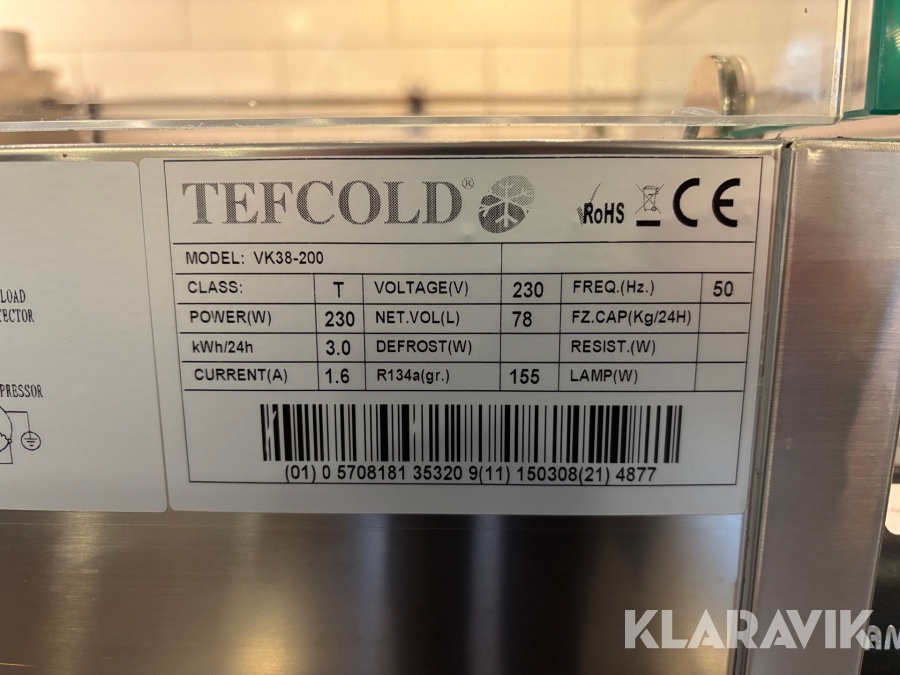 TEFCOLD®
RoHS CE
MODEL: VK38-200
CLASS: T VOLTAGE(V) 230 FREQ.(Hz.) 50
POWER(W) 230 NET.VOL(L) 78 FZ.CAP(Kg/24H)
kWh/24h 3.0 DEFROST(W) RESIST.(W)
CURRENT(A) 1.6 R134a(gr.) 155 LAMP(W)
(01) 0 5708181 35320 9(11) 150308(21) 4877
LOAD
TECTOR
PRESSOR
KLARAVIK